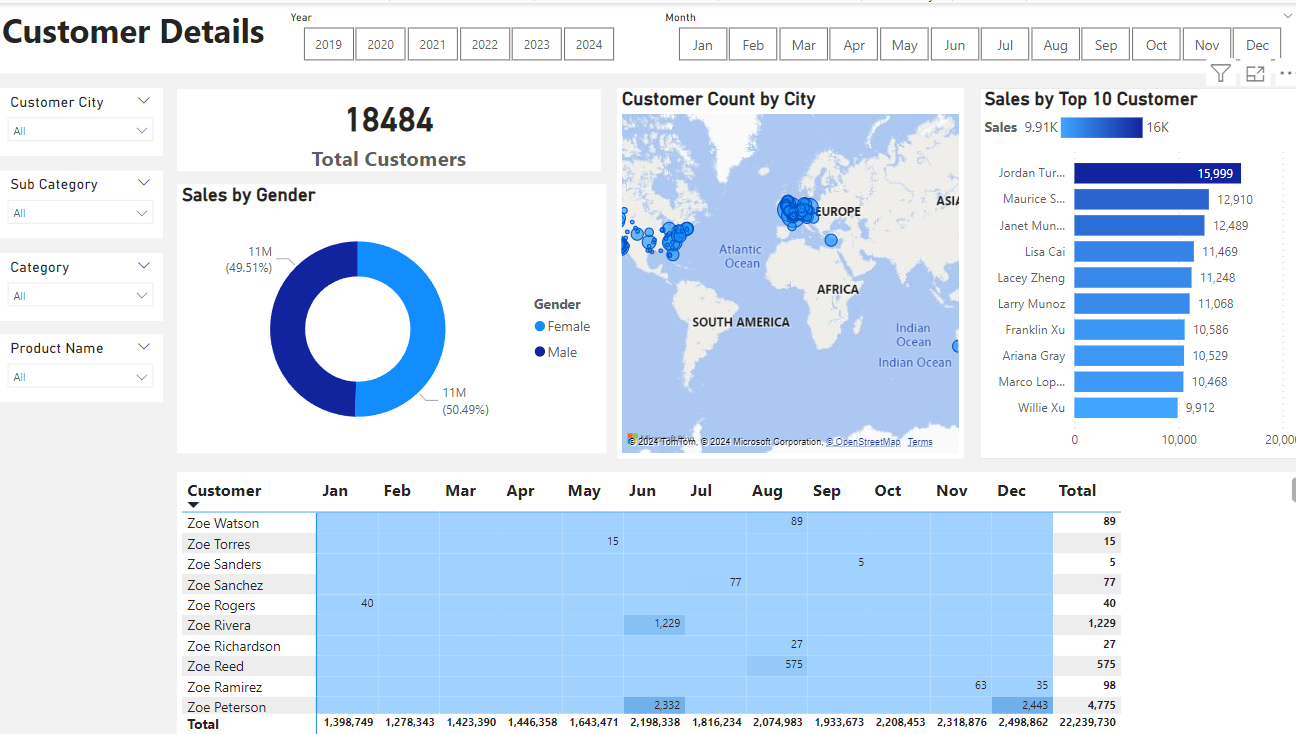 Customer Details
Year
2019 2020 2021 2022 2023 2024
Month
Jan Feb Mar Apr May Jun Jul Aug Sep Oct Nov Dec
Customer City
All
Sub Category
All
Category
All
Product Name
All
18484
Total Customers
Sales by Gender
11M
(49.51%)
11M
(50.49%)
Gender
Female
Male
Customer Count by City
EUROPE
ASIA
Atlantic
Ocean
AFRICA
SOUTH AMERICA
Indian
Ocean
Indian Ocean
© 2024 TomTom, © 2024 Microsoft Corporation, © OpenStreetMap Terms
Sales by Top 10 Customer
Sales 9.91K 16K
Jordan Tur... 15,999
Maurice S... 12,910
Janet Mun... 12,489
Lisa Cai 11,469
Lacey Zheng 11,248
Larry Munoz 11,068
Franklin Xu 10,586
Ariana Gray 10,529
Marco Lop... 10,468
Willie Xu 9,912
0 10,000 20,000
Customer Jan Feb Mar Apr May Jun Jul Aug Sep Oct Nov Dec Total
Zoe Watson 89 89
Zoe Torres 15 15
Zoe Sanders 5 5
Zoe Sanchez 77 77
Zoe Rogers 40 40
Zoe Rivera 1,229 1,229
Zoe Richardson 27 27
Zoe Reed 575 575
Zoe Ramirez 63 35 98
Zoe Peterson 2,332 2,443 4,775
Total 1,398,749 1,278,343 1,423,390 1,446,358 1,643,471 2,198,338 1,816,234 2,074,983 1,933,673 2,208,453 2,318,876 2,498,862 22,239,730